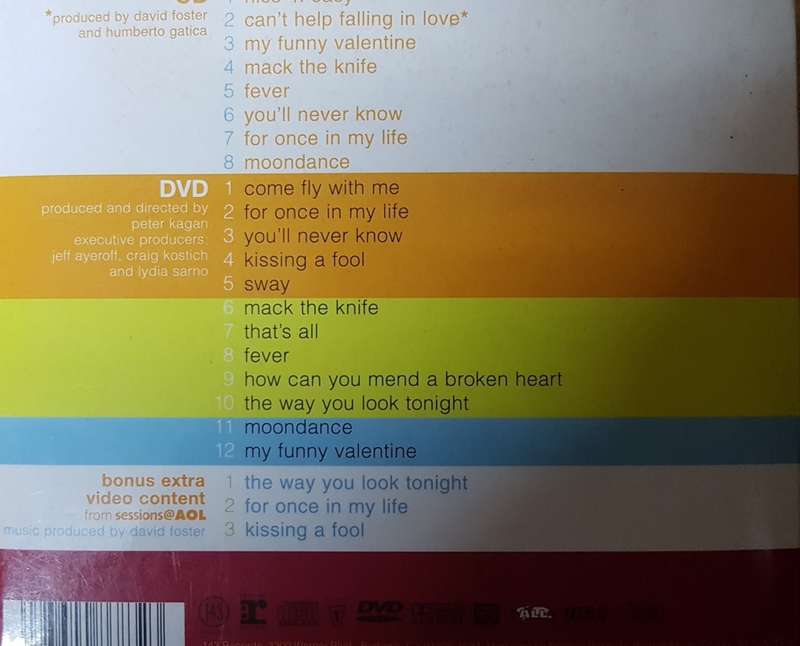 CD
*produced by david foster
and humberto gatica
1 nice 'n easy
2 can't help falling in love*
3 my funny valentine
4 mack the knife
5 fever
6 you'll never know
7 for once in my life
8 moondance
DVD
produced and directed by
peter kagan
executive producers:
jeff ayeroff, craig kostich
and lydia sarno
1 come fly with me
2 for once in my life
3 you'll never know
4 kissing a fool
5 sway
6 mack the knife
7 that's all
8 fever
9 how can you mend a broken heart
10 the way you look tonight
11 moondance
12 my funny valentine
bonus extra
video content
from sessions@AOL
music produced by david foster
1 the way you look tonight
2 for once in my life
3 kissing a fool
143 DVD